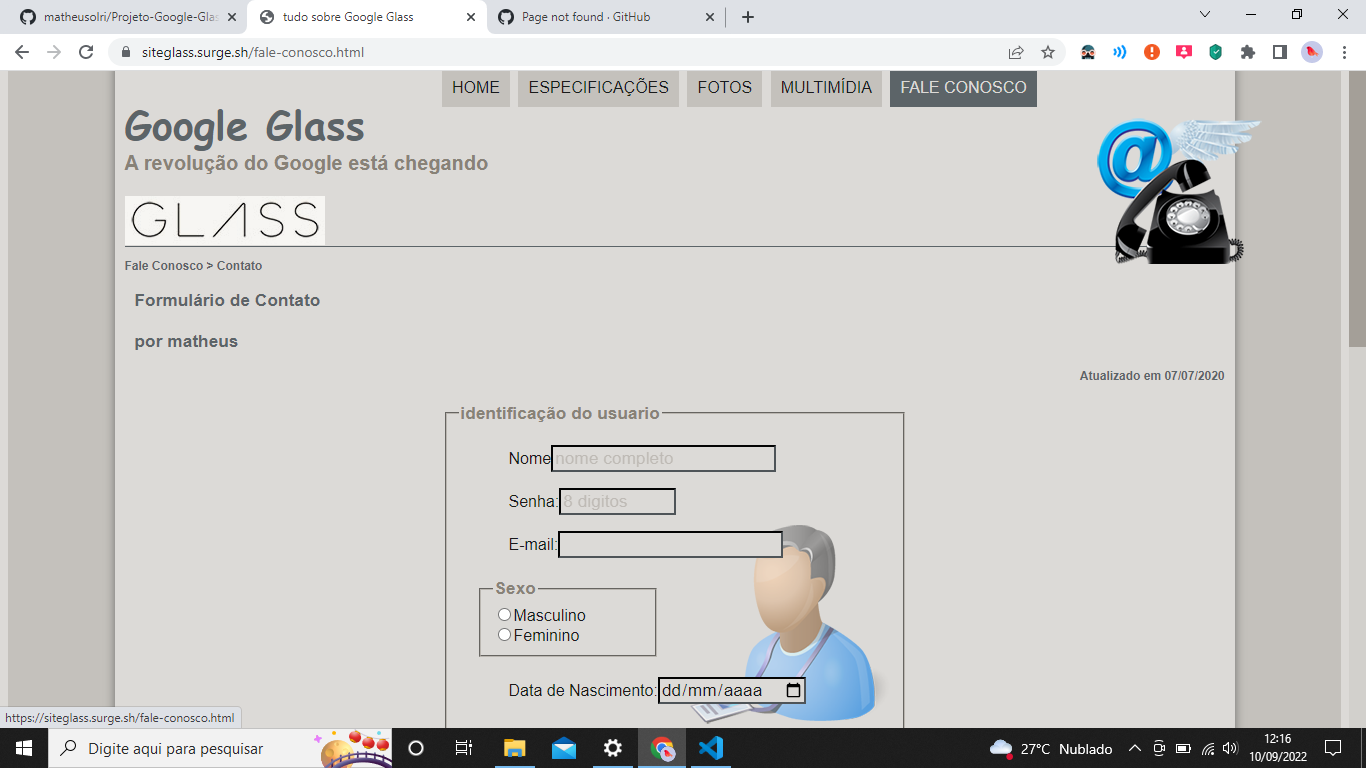 matheusolri/Projeto-Google-Glas
tudo sobre Google Glass
Page not found · GitHub
siteglass.surge.sh/fale-conosco.html
HOME ESPECIFICAÇÕES FOTOS MULTIMÍDIA FALE CONOSCO
Google Glass
A revolução do Google está chegando
@
GLASS
Fale Conosco > Contato
Formulário de Contato
por matheus
Atualizado em 07/07/2020
identificação do usuario
Nome nome completo
Senha: 8 digitos
E-mail:
Sexo
Masculino
Feminino
Data de Nascimento: dd/mm/aaaa
https://siteglass.surge.sh/fale-conosco.html
Digite aqui para pesquisar
27°C Nublado
12:16
10/09/2022